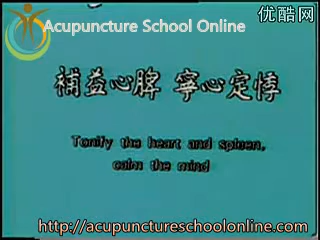 优酷网
Acupuncture School Online
補益心脾 寧心定悸
Tonify the heart and spleen,
calm the mind
http://acupunctureschoolonline.com